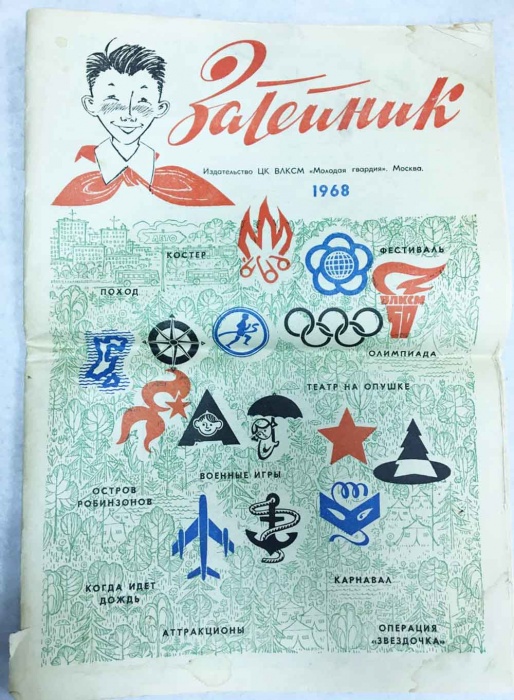 Затейник
Издательство ЦК ВЛКСМ «Молодая гвардия». Москва.
1968
КОСТЕР
ФЕСТИВАЛЬ
ПОХОД
ВЛКСМ
50
ОЛИМПИАДА
ТЕАТР НА ОПУШКЕ
ВОЕННЫЕ ИГРЫ
ОСТРОВ
РОБИНЗОНОВ
КОГДА ИДЕТ
ДОЖДЬ
КАРНАВАЛ
АТТРАКЦИОНЫ
ОПЕРАЦИЯ
«ЗВЕЗДОЧКА»